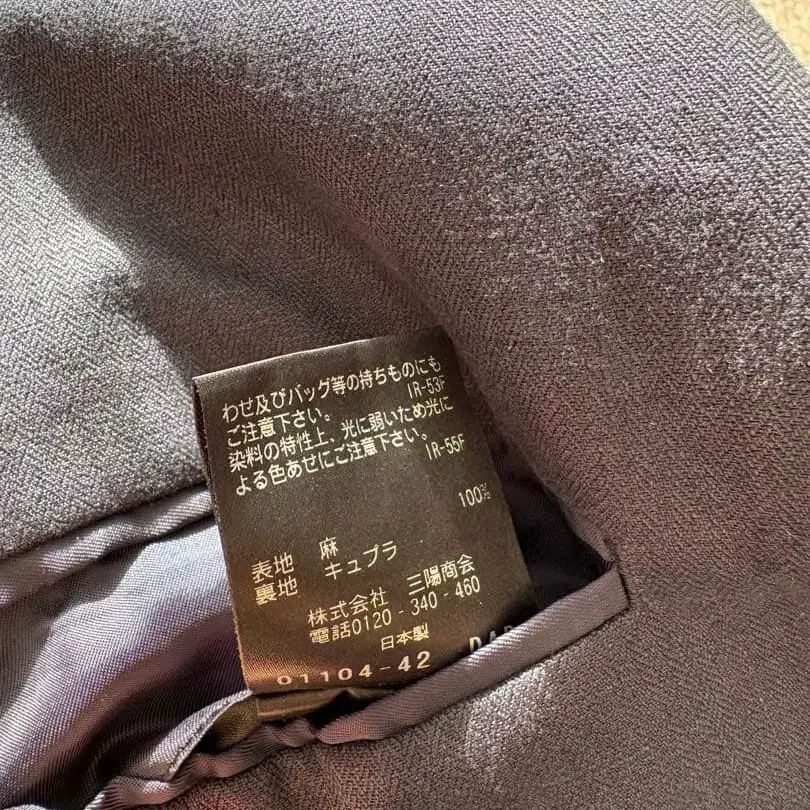 わせ及びバッグ等の持ちものにも
ご注意下さい。 IR-53F
染料の特性上、光に弱いため光に
よる色あせにご注意下さい。
IR-55F
100%
表地 麻
裏地 キュプラ
株式会社 三陽商会
電話0120-340-460
日本製
01104-42